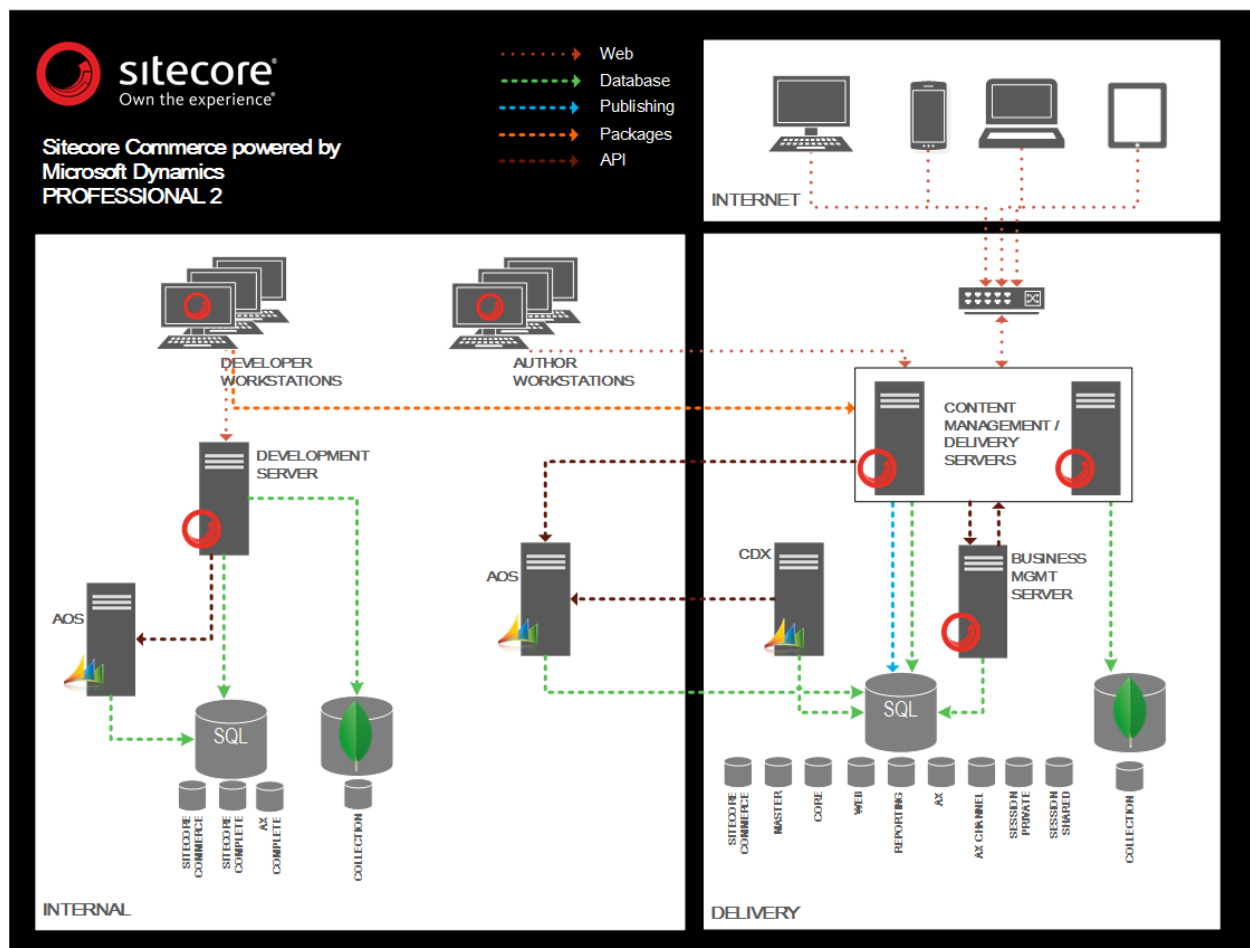 sitecore®
Own the experience®
Sitecore Commerce powered by
Microsoft Dynamics
PROFESSIONAL 2
Web
Database
Publishing
Packages
API
INTERNET
DEVELOPER
WORKSTATIONS
AUTHOR
WORKSTATIONS
DEVELOPMENT
SERVER
AOS
SQL
SITECORE
COMMERCE
SITECORE
COMPLETE
AX
COMPLETE
COLLECTION
INTERNAL
CONTENT
MANAGEMENT /
DELIVERY
SERVERS
AOS
CDX
BUSINESS
MGMT
SERVER
SQL
SITECORE
COMMERCE
MASTER
CORE
WEB
REPORTING
AX
AX CHANNEL
SESSION
PRIVATE
SESSION
SHARED
COLLECTION
DELIVERY